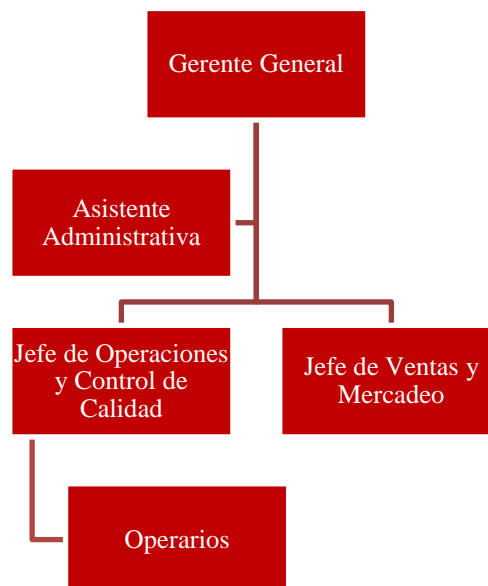 Gerente General
Asistente
Administrativa
Jefe de Operaciones
y Control de
Calidad
Jefe de Ventas y
Mercadeo
Operarios